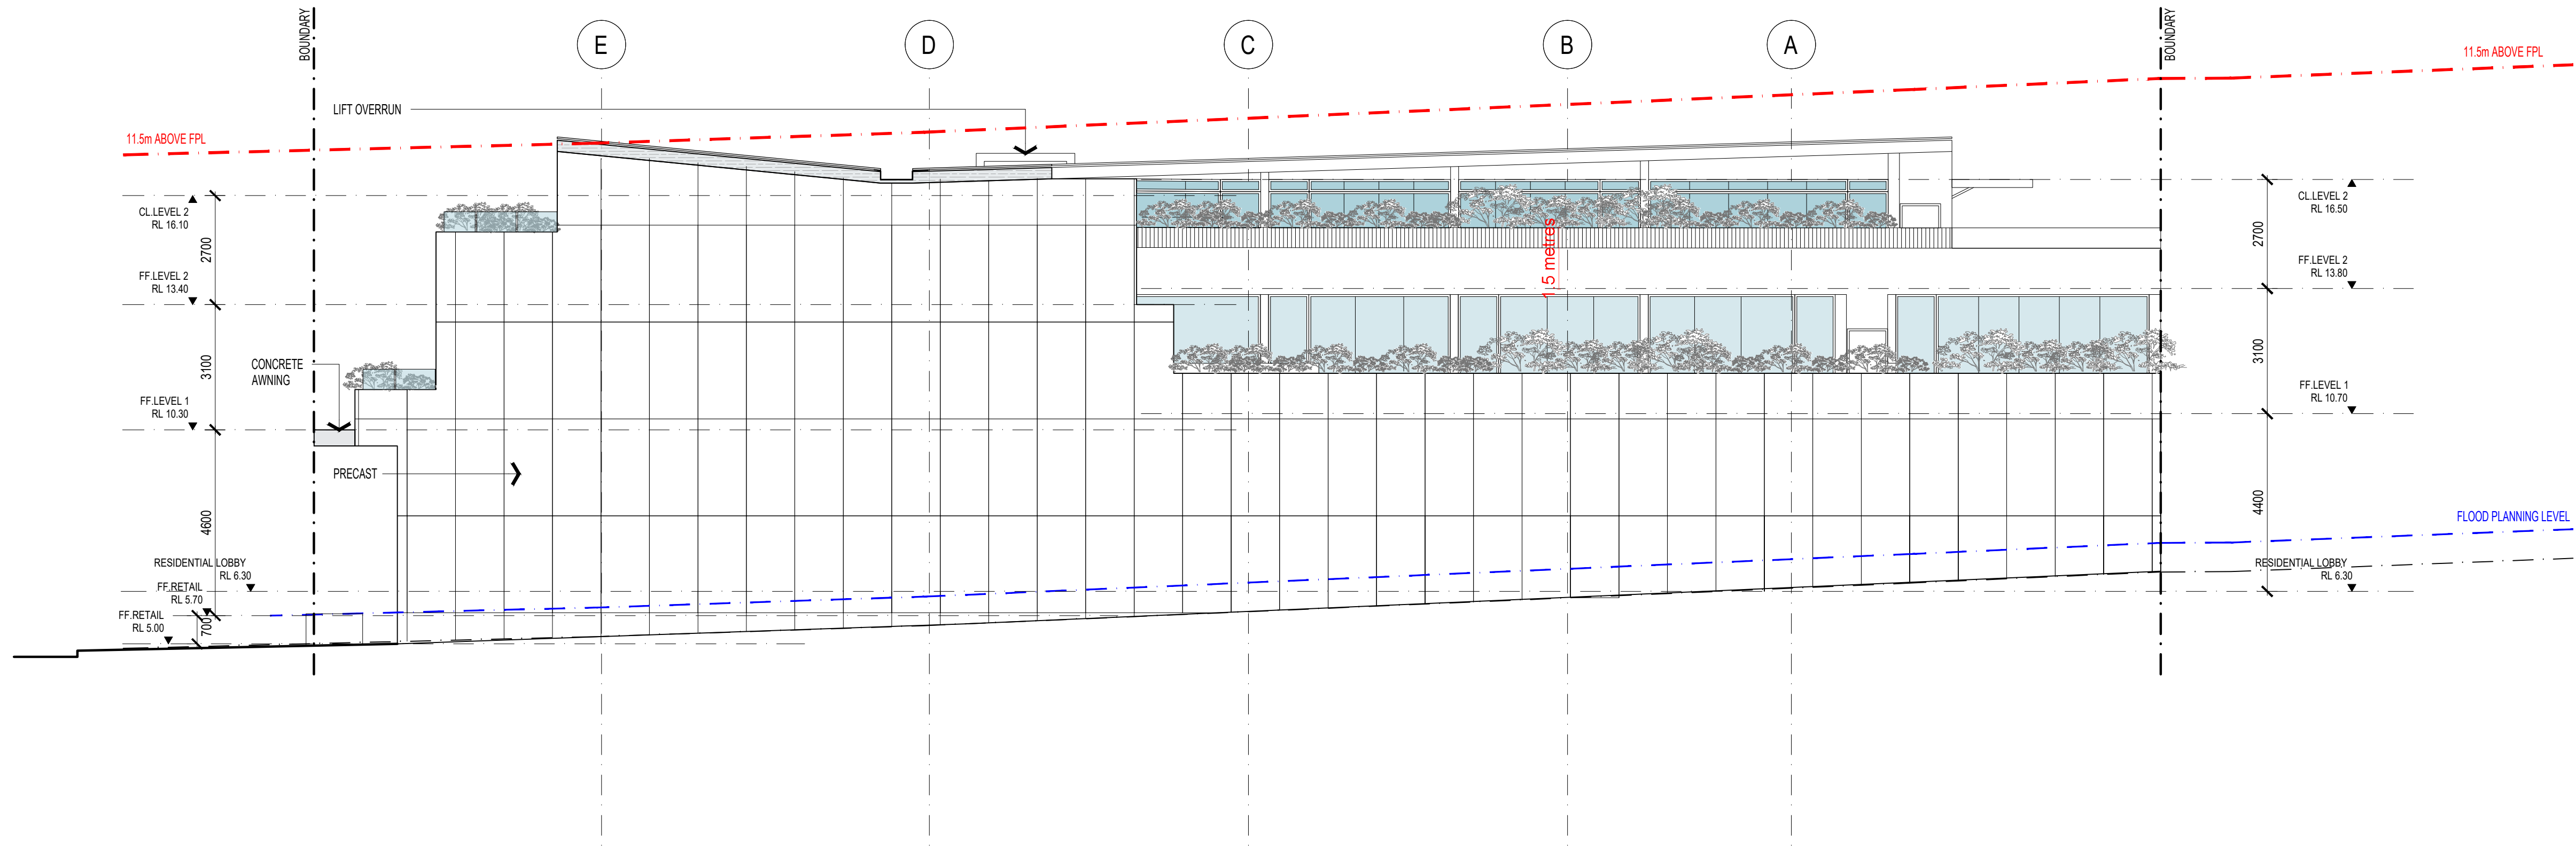 BOUNDARY
E
D
C
B
A
BOUNDARY
11.5m ABOVE FPL
LIFT OVERRUN
11.5m ABOVE FPL
CL.LEVEL 2
RL 16.10
2700
FF.LEVEL 2
RL 13.40
3100
CONCRETE
AWNING
FF.LEVEL 1
RL 10.30
PRECAST
4600
RESIDENTIAL LOBBY
RL 6.30
FF.RETAIL
RL 5.70
FF.RETAIL
RL 5.00
700
1.5 metres
CL.LEVEL 2
RL 16.50
2700
FF.LEVEL 2
RL 13.80
3100
FF.LEVEL 1
RL 10.70
4400
FLOOD PLANNING LEVEL
RESIDENTIAL LOBBY
RL 6.30